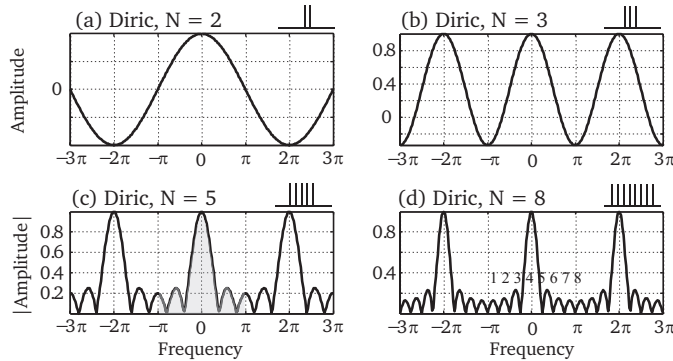 (a) Diric, N = 2
(b) Diric, N = 3
Amplitude
0
−3π −2π −π 0 π 2π 3π
0.8
0.4
0
−3π −2π −π 0 π 2π 3π
(c) Diric, N = 5
(d) Diric, N = 8
|Amplitude|
0.8
0.6
0.4
0.2
−3π −2π −π 0 π 2π 3π
Frequency
0.8
0.4
1 2 3 4 5 6 7 8
−3π −2π −π 0 π 2π 3π
Frequency